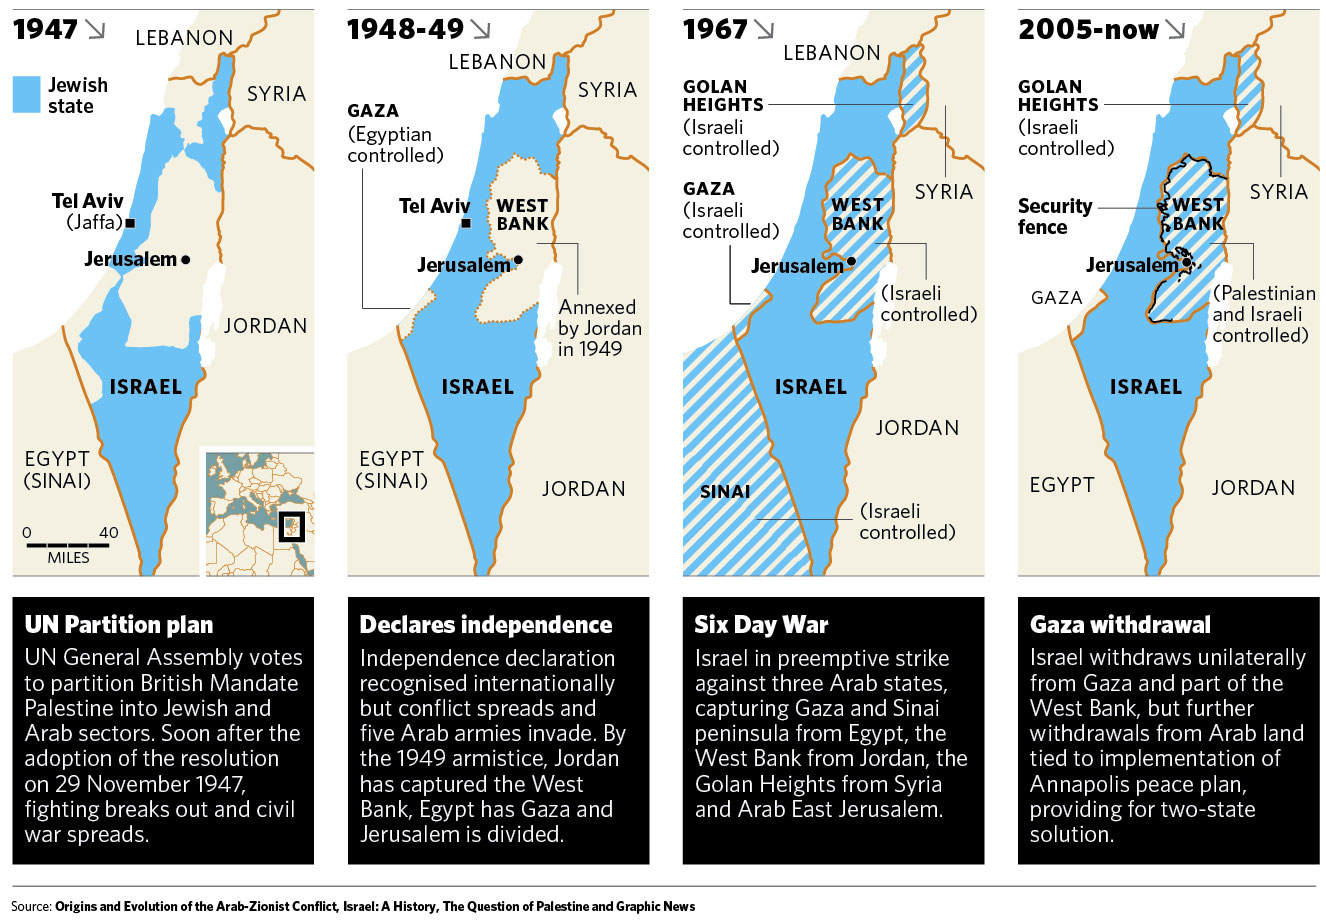 1947
LEBANON
Jewish
state
SYRIA
Tel Aviv
(Jaffa)
Jerusalem
JORDAN
ISRAEL
EGYPT
(SINAI)
0 40
MILES
UN Partition plan
UN General Assembly votes
to partition British Mandate
Palestine into Jewish and
Arab sectors. Soon after the
adoption of the resolution
on 29 November 1947,
fighting breaks out and civil
war spreads.
1948-49
LEBANON
SYRIA
GAZA
(Egyptian
controlled)
Tel Aviv
WEST
BANK
Jerusalem
Annexed
by Jordan
in 1949
ISRAEL
EGYPT
(SINAI)
JORDAN
Declares independence
Independence declaration
recognised internationally
but conflict spreads and
five Arab armies invade. By
the 1949 armistice, Jordan
has captured the West
Bank, Egypt has Gaza and
Jerusalem is divided.
1967
LEBANON
GOLAN
HEIGHTS
(Israeli
controlled)
SYRIA
GAZA
(Israeli
controlled)
WEST
BANK
Jerusalem
(Israeli
controlled)
ISRAEL
JORDAN
SINAI
(Israeli
controlled)
Six Day War
Israel in preemptive strike
against three Arab states,
capturing Gaza and Sinai
peninsula from Egypt, the
West Bank from Jordan, the
Golan Heights from Syria
and Arab East Jerusalem.
2005-now
GOLAN
HEIGHTS
(Israeli
controlled)
SYRIA
Security
fence
WEST
BANK
Jerusalem
GAZA
(Palestinian
and Israeli
controlled)
ISRAEL
EGYPT
JORDAN
Gaza withdrawal
Israel withdraws unilaterally
from Gaza and part of the
West Bank, but further
withdrawals from Arab land
tied to implementation of
Annapolis peace plan,
providing for two-state
solution.
Source: Origins and Evolution of the Arab-Zionist Conflict, Israel: A History, The Question of Palestine and Graphic News